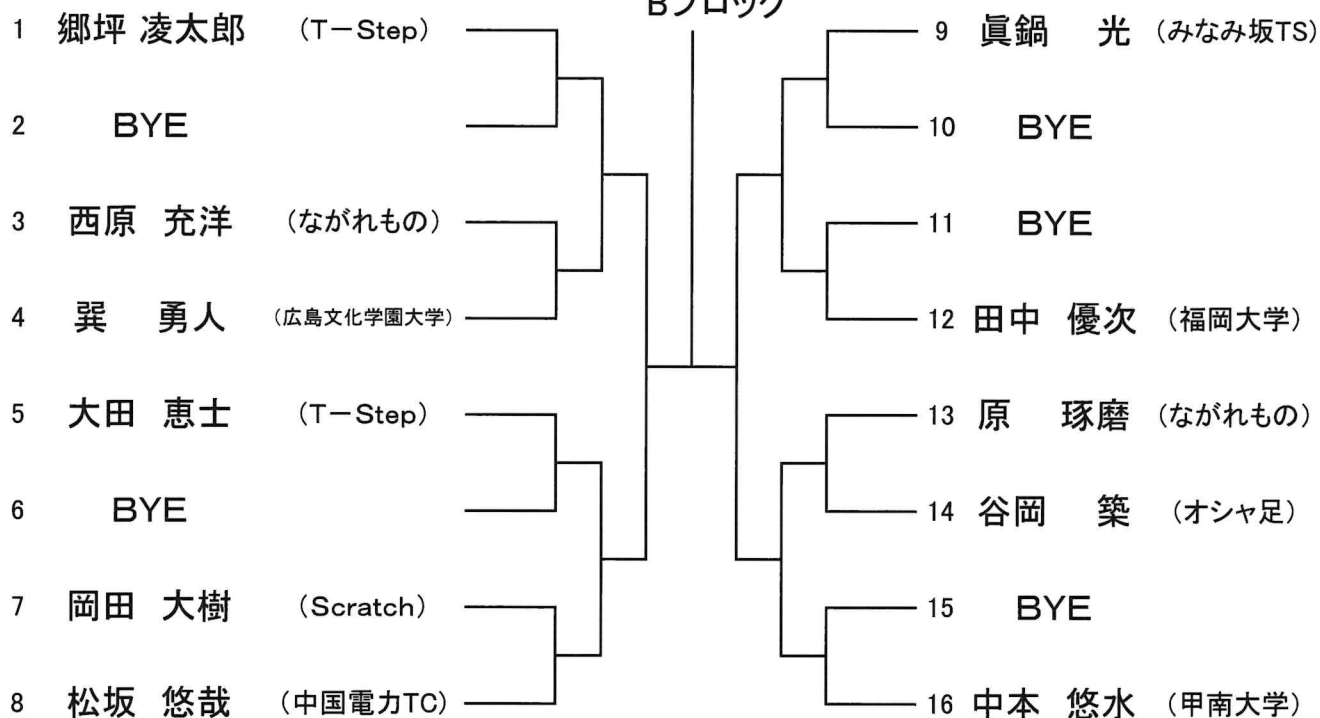 Bブロック
1 郷坪 凌太郎 (T-Step)
2 BYE
3 西原 充洋 (ながれもの)
4 巽 勇人 (広島文化学園大学)
5 大田 恵士 (T-Step)
6 BYE
7 岡田 大樹 (Scratch)
8 松坂 悠哉 (中国電力TC)
9 眞鍋 光 (みなみ坂TS)
10 BYE
11 BYE
12 田中 優次 (福岡大学)
13 原 琢磨 (ながれもの)
14 谷岡 築 (オシャ足)
15 BYE
16 中本 悠水 (甲南大学)